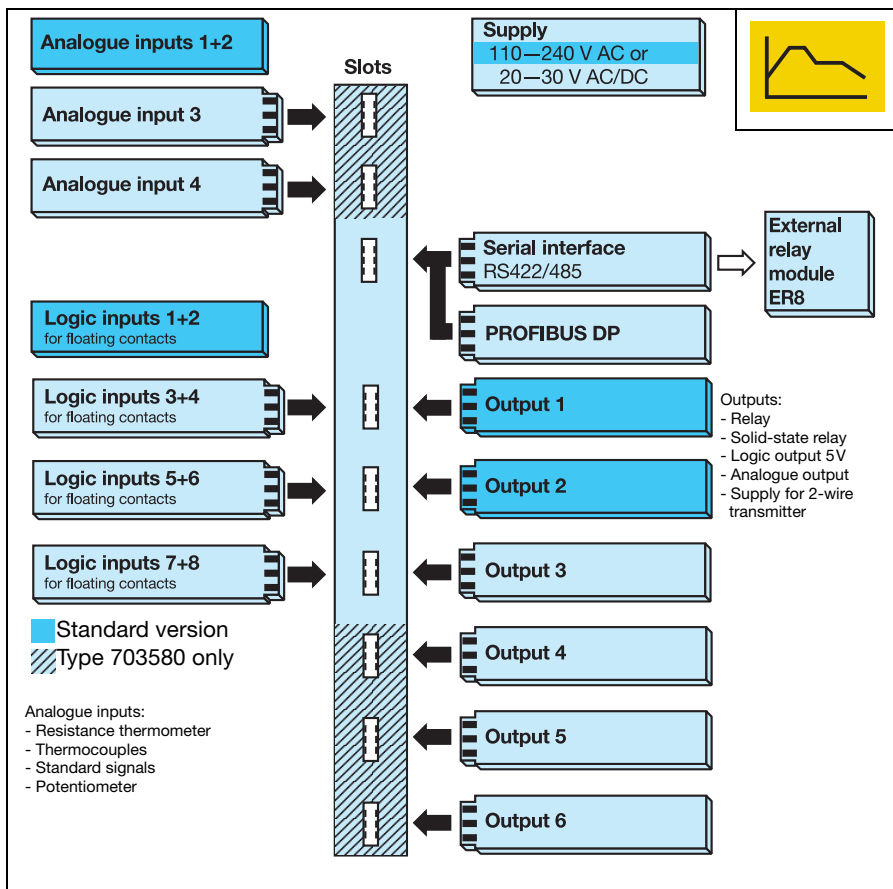 Analogue inputs 1+2
Slots
Supply
110—240 V AC or
20—30 V AC/DC
Analogue input 3
Analogue input 4
Serial interface
RS422/485
External
relay
module
ER8
Logic inputs 1+2
for floating contacts
PROFIBUS DP
Logic inputs 3+4
for floating contacts
Output 1
Outputs:
- Relay
- Solid-state relay
- Logic output 5V
- Analogue output
- Supply for 2-wire
transmitter
Logic inputs 5+6
for floating contacts
Output 2
Logic inputs 7+8
for floating contacts
Output 3
Standard version
Type 703580 only
Output 4
Analogue inputs:
- Resistance thermometer
- Thermocouples
- Standard signals
- Potentiometer
Output 5
Output 6